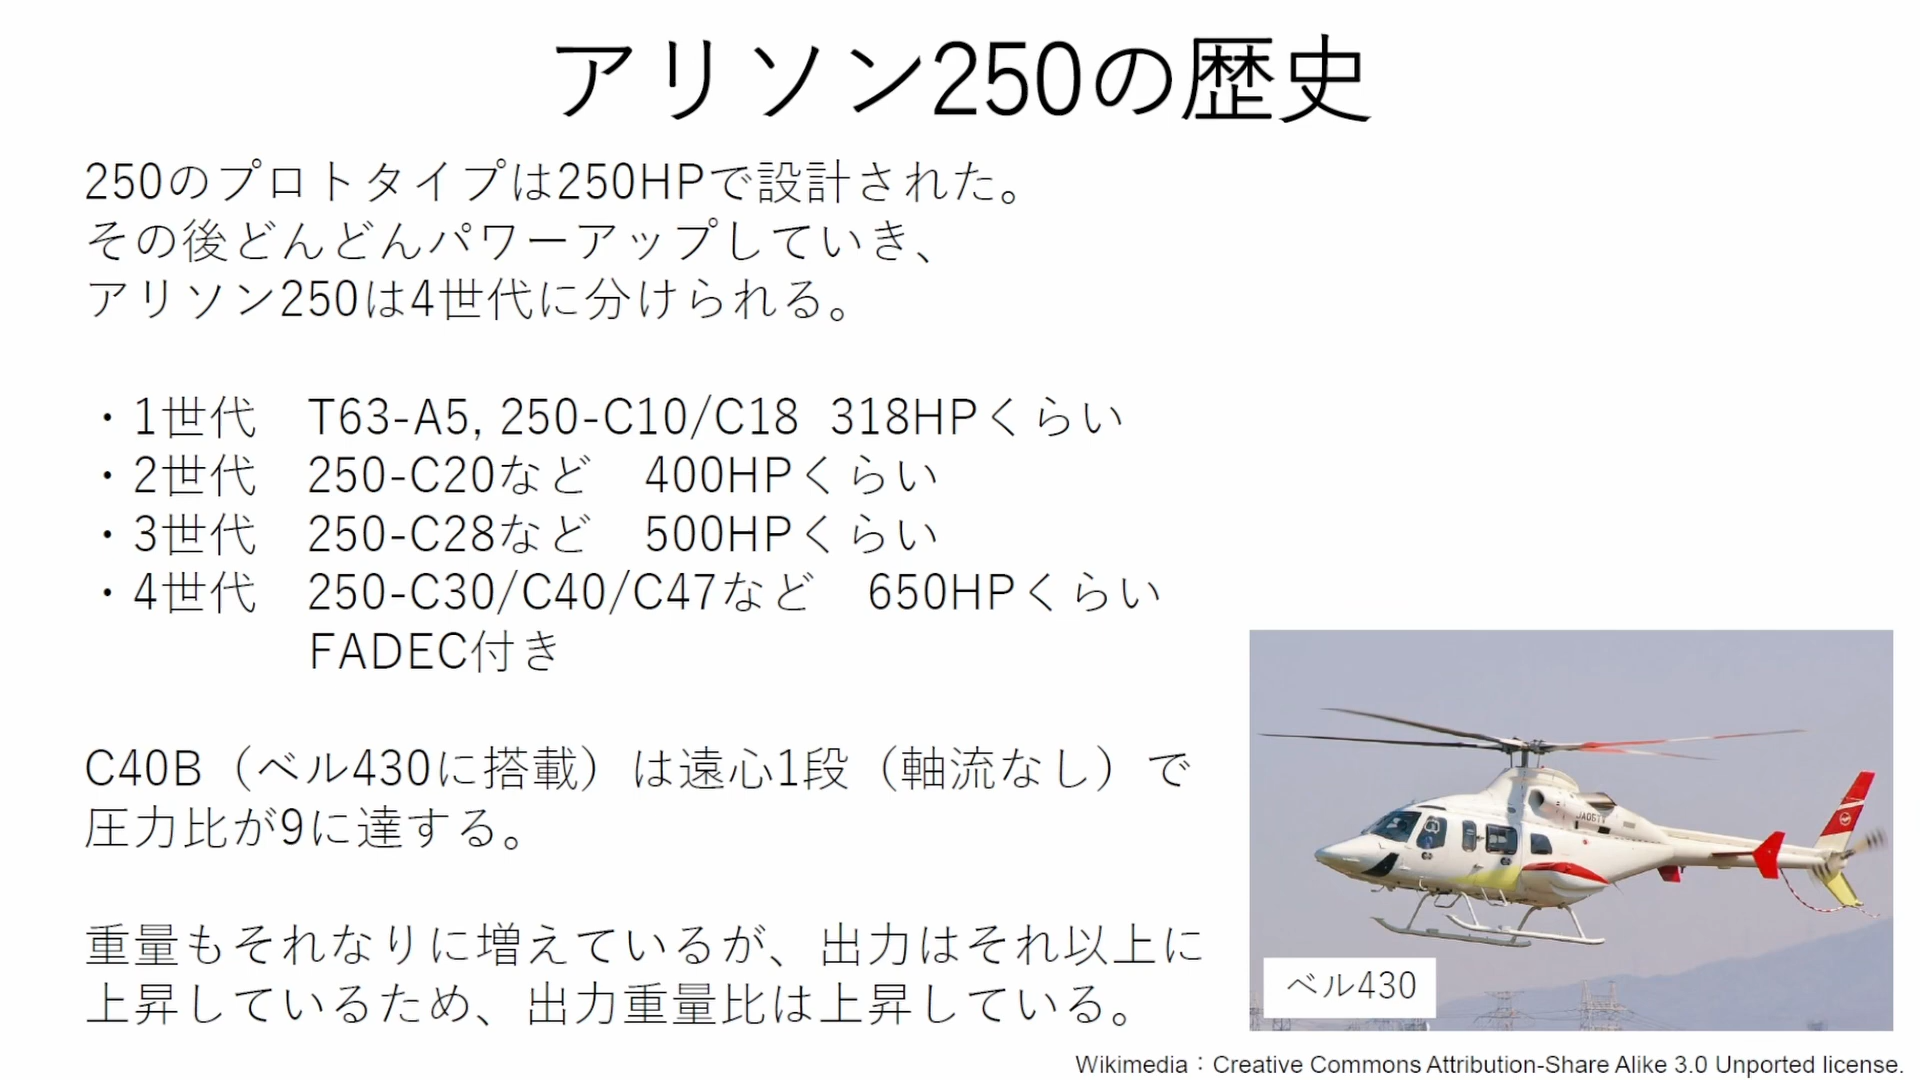 アリソン250の歴史
250のプロトタイプは250HPで設計された。
その後どんどんパワーアップしていき、
アリソン250は4世代に分けられる。
・1世代　T63-A5, 250-C10/C18  318HPくらい
・2世代　250-C20など　400HPくらい
・3世代　250-C28など　500HPくらい
・4世代　250-C30/C40/C47など　650HPくらい
FADEC付き
C40B（ベル430に搭載）は遠心1段（軸流なし）で
圧力比が9に達する。
重量もそれなりに増えているが、出力はそれ以上に
上昇しているため、出力重量比は上昇している。
ベル430
Wikimedia：Creative Commons Attribution-Share Alike 3.0 Unported license.